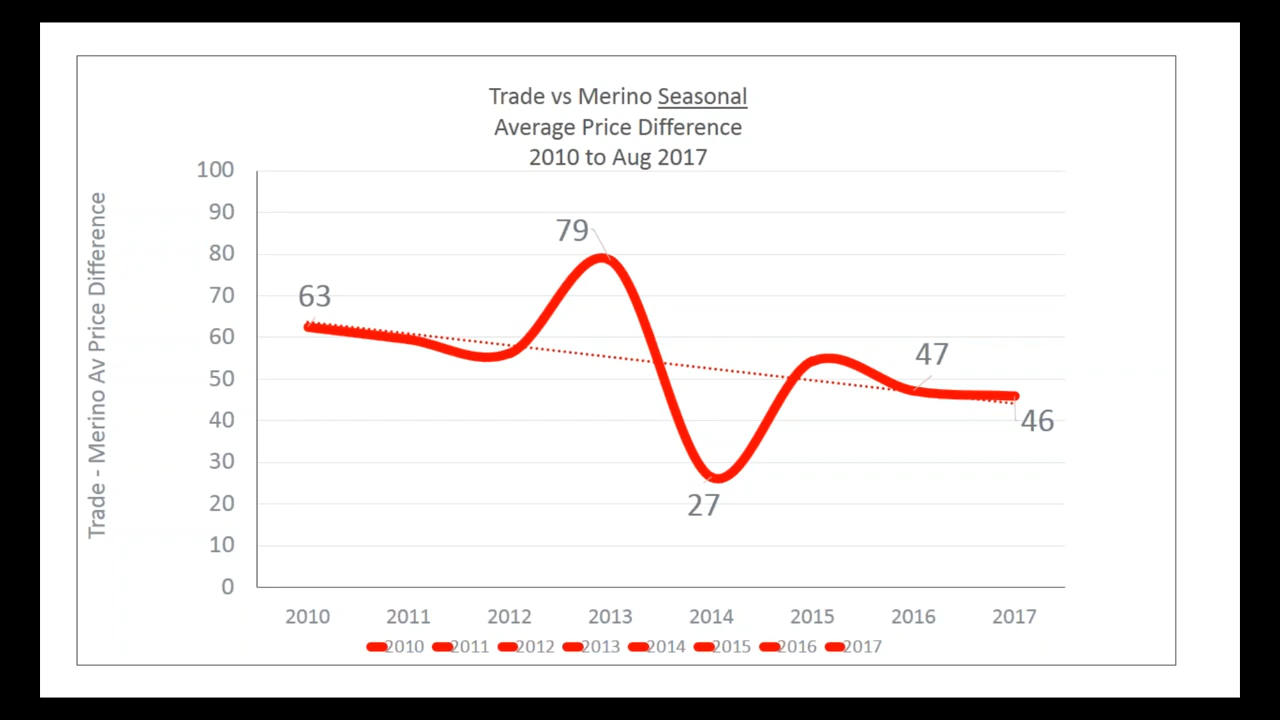 Trade vs Merino Seasonal
Average Price Difference
2010 to Aug 2017
Trade - Merino Av Price Difference
100
90
80
70
60
50
40
30
20
10
0
63
79
27
47
46
2010 2011 2012 2013 2014 2015 2016 2017
2010 2011 2012 2013 2014 2015 2016 2017